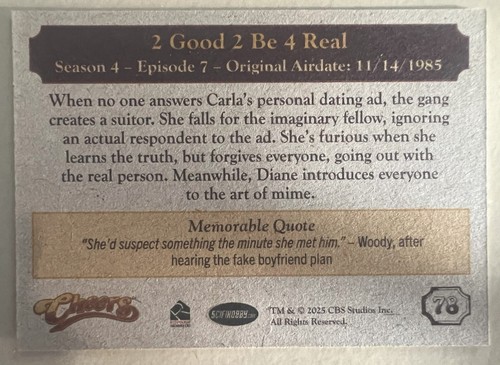 2 Good 2 Be 4 Real
Season 4 – Episode 7 – Original Airdate: 11/14/1985
When no one answers Carla's personal dating ad, the gang
creates a suitor. She falls for the imaginary fellow, ignoring
an actual respondent to the ad. She's furious when she
learns the truth, but forgives everyone, going out with
the real person. Meanwhile, Diane introduces everyone
to the art of mime.
Memorable Quote
“She'd suspect something the minute she met him.” – Woody, after
hearing the fake boyfriend plan
Cheers
SCIFIHOBBY.com
™ & © 2025 CBS Studios Inc.
All Rights Reserved.
78